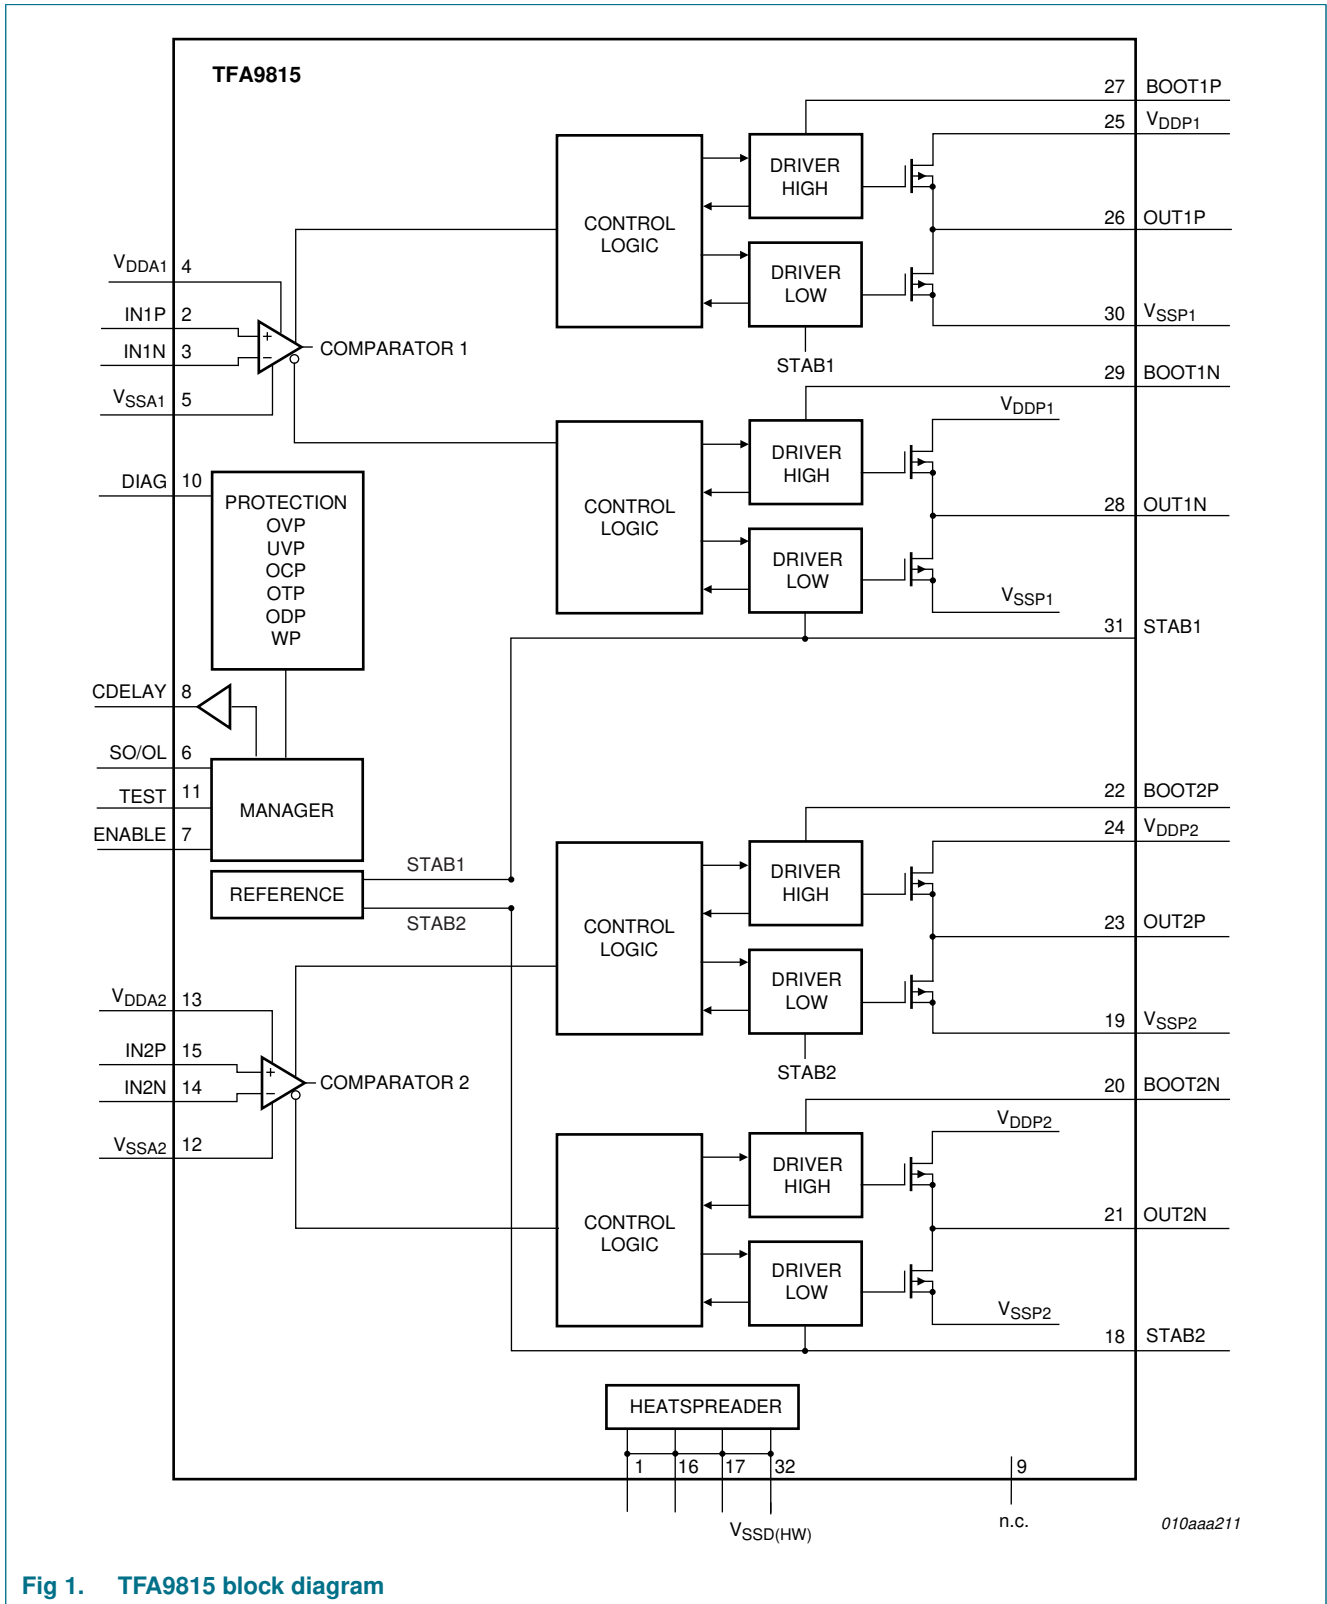 TFA9815
27 BOOT1P
25 VDDP1
DRIVER
HIGH
CONTROL
LOGIC
26 OUT1P
DRIVER
LOW
30 VSSP1
STAB1
VDDA1 4
IN1P 2
IN1N 3
VSSA1 5
+
−
COMPARATOR 1
29 BOOT1N
VDDP1
DRIVER
HIGH
CONTROL
LOGIC
28 OUT1N
DRIVER
LOW
VSSP1
31 STAB1
DIAG 10
PROTECTION
OVP
UVP
OCP
OTP
ODP
WP
CDELAY 8
SO/OL 6
TEST 11
ENABLE 7
MANAGER
REFERENCE
STAB1
STAB2
22 BOOT2P
24 VDDP2
DRIVER
HIGH
CONTROL
LOGIC
23 OUT2P
DRIVER
LOW
19 VSSP2
STAB2
VDDA2 13
IN2P 15
IN2N 14
VSSA2 12
+
−
COMPARATOR 2
20 BOOT2N
VDDP2
DRIVER
HIGH
CONTROL
LOGIC
21 OUT2N
DRIVER
LOW
VSSP2
18 STAB2
HEATSPREADER
1 16 17 32 9
VSSD(HW)
n.c.
010aaa211
Fig 1. TFA9815 block diagram